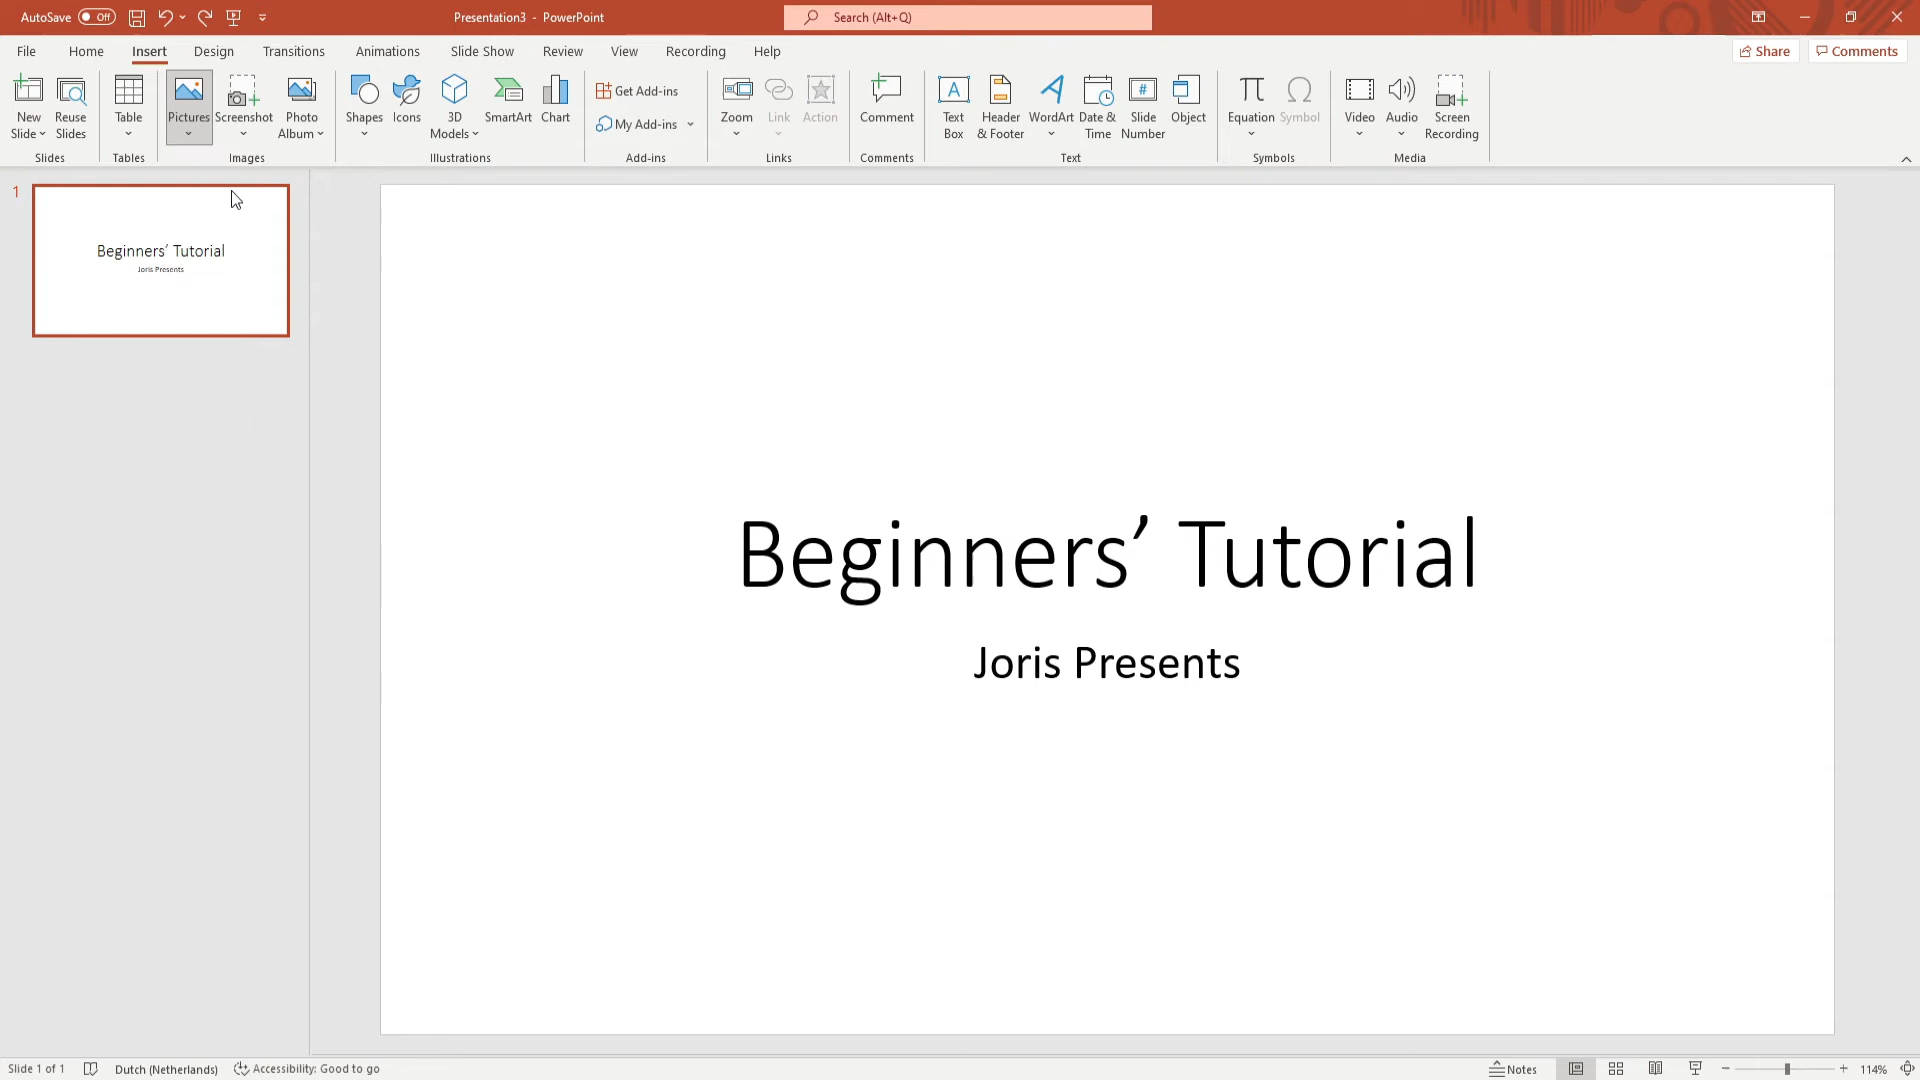 AutoSave Off
Presentation3 - PowerPoint
Search (Alt+Q)
File Home Insert Design Transitions Animations Slide Show Review View Recording Help
Share
Comments
New Slide
Reuse Slides
Slides
Table
Tables
Pictures
Screenshot
Photo Album
Images
Shapes
Icons
3D Models
SmartArt
Chart
Illustrations
Get Add-ins
My Add-ins
Add-ins
Zoom
Link
Action
Links
Comment
Comments
Text Box
Header & Footer
WordArt
Date & Time
Slide Number
Object
Text
Equation
Symbol
Symbols
Video
Audio
Screen Recording
Media
1
Beginners’ Tutorial
Joris Presents
Beginners’ Tutorial
Joris Presents
Slide 1 of 1
Dutch (Netherlands)
Accessibility: Good to go
Notes
114%